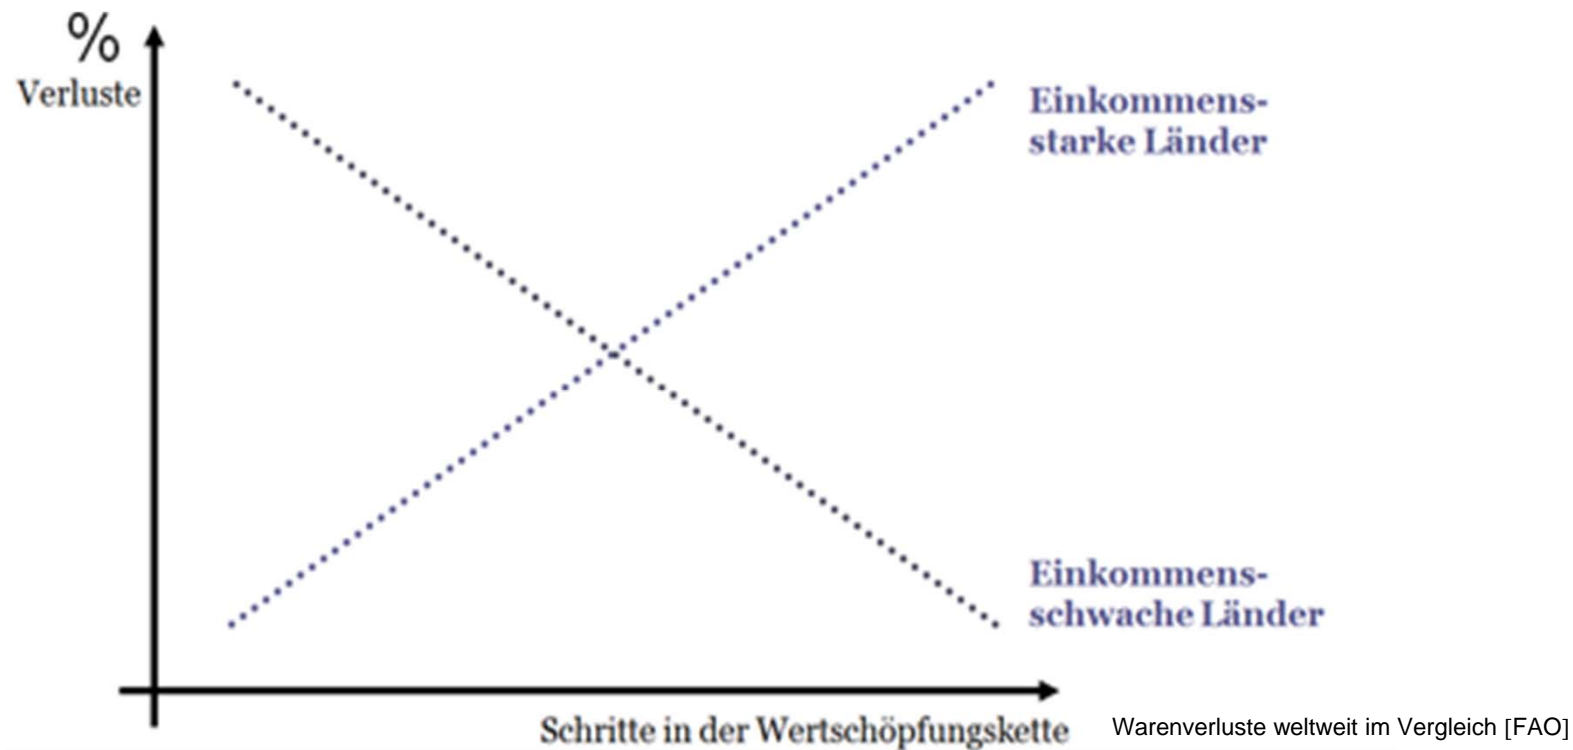 %
Verluste
Einkommens-
starke Länder
Einkommens-
schwache Länder
Schritte in der Wertschöpfungskette
Warenverluste weltweit im Vergleich [FAO]